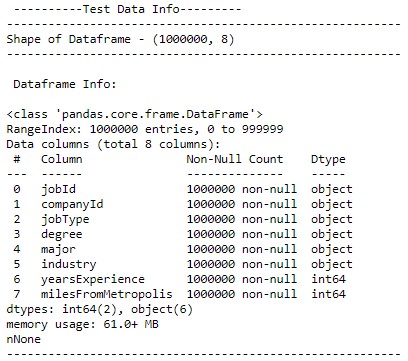 ----------Test Data Info---------
--------------------------------------------------------
Shape of Dataframe - (1000000, 8)
--------------------------------------------------------
Dataframe Info:
<class 'pandas.core.frame.DataFrame'>
RangeIndex: 1000000 entries, 0 to 999999
Data columns (total 8 columns):
 #   Column               Non-Null Count    Dtype
---  ------               --------------    -----
 0   jobId                1000000 non-null  object
 1   companyId            1000000 non-null  object
 2   jobType              1000000 non-null  object
 3   degree               1000000 non-null  object
 4   major                1000000 non-null  object
 5   industry             1000000 non-null  object
 6   yearsExperience      1000000 non-null  int64
 7   milesFromMetropolis  1000000 non-null  int64
dtypes: int64(2), object(6)
memory usage: 61.0+ MB
nNone
--------------------------------------------------------